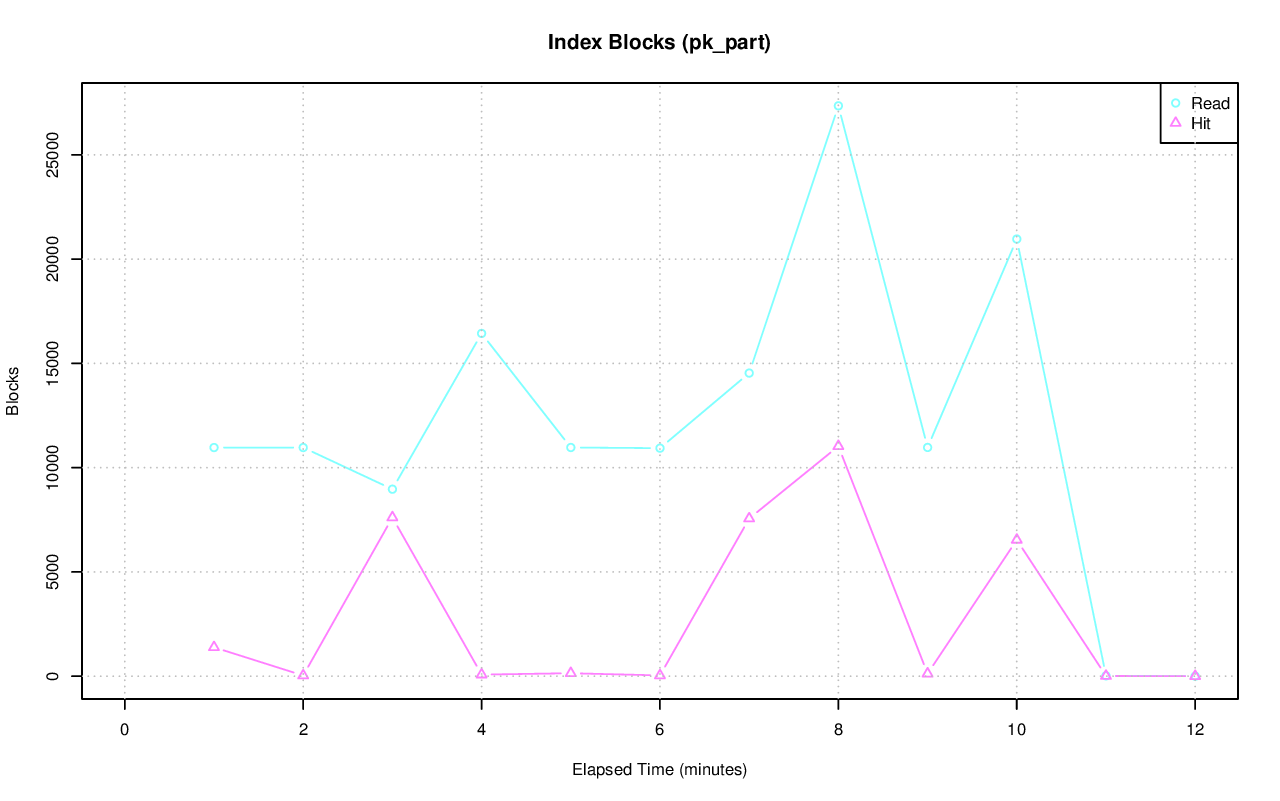 Index Blocks (pk_part)
Read
Hit
Blocks
25000
20000
15000
10000
5000
0
0 2 4 6 8 10 12
Elapsed Time (minutes)